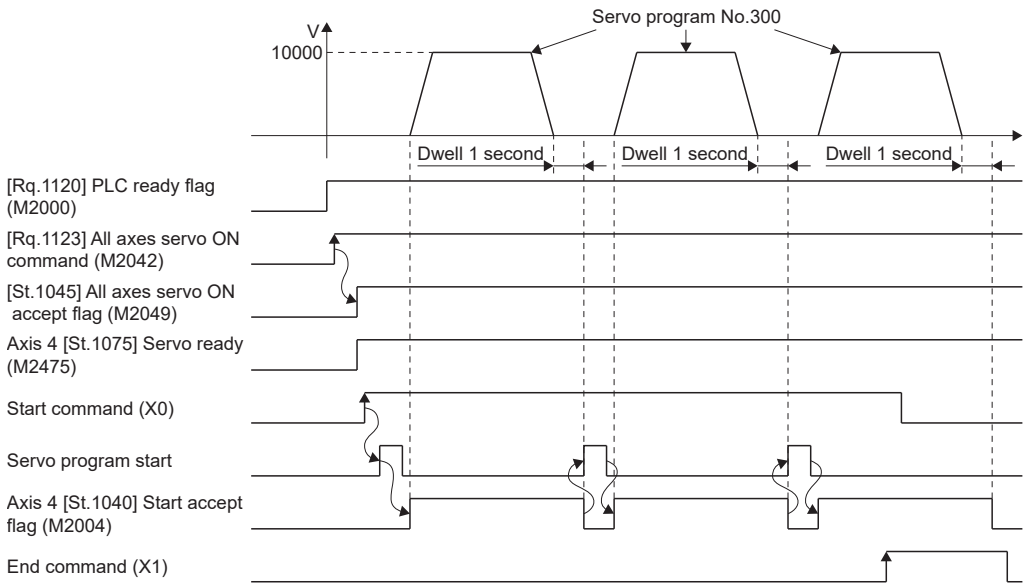 Servo program No.300
V
10000
Dwell 1 second
Dwell 1 second
Dwell 1 second
[Rq.1120] PLC ready flag
(M2000)
[Rq.1123] All axes servo ON
command (M2042)
[St.1045] All axes servo ON
accept flag (M2049)
Axis 4 [St.1075] Servo ready
(M2475)
Start command (X0)
Servo program start
Axis 4 [St.1040] Start accept
flag (M2004)
End command (X1)